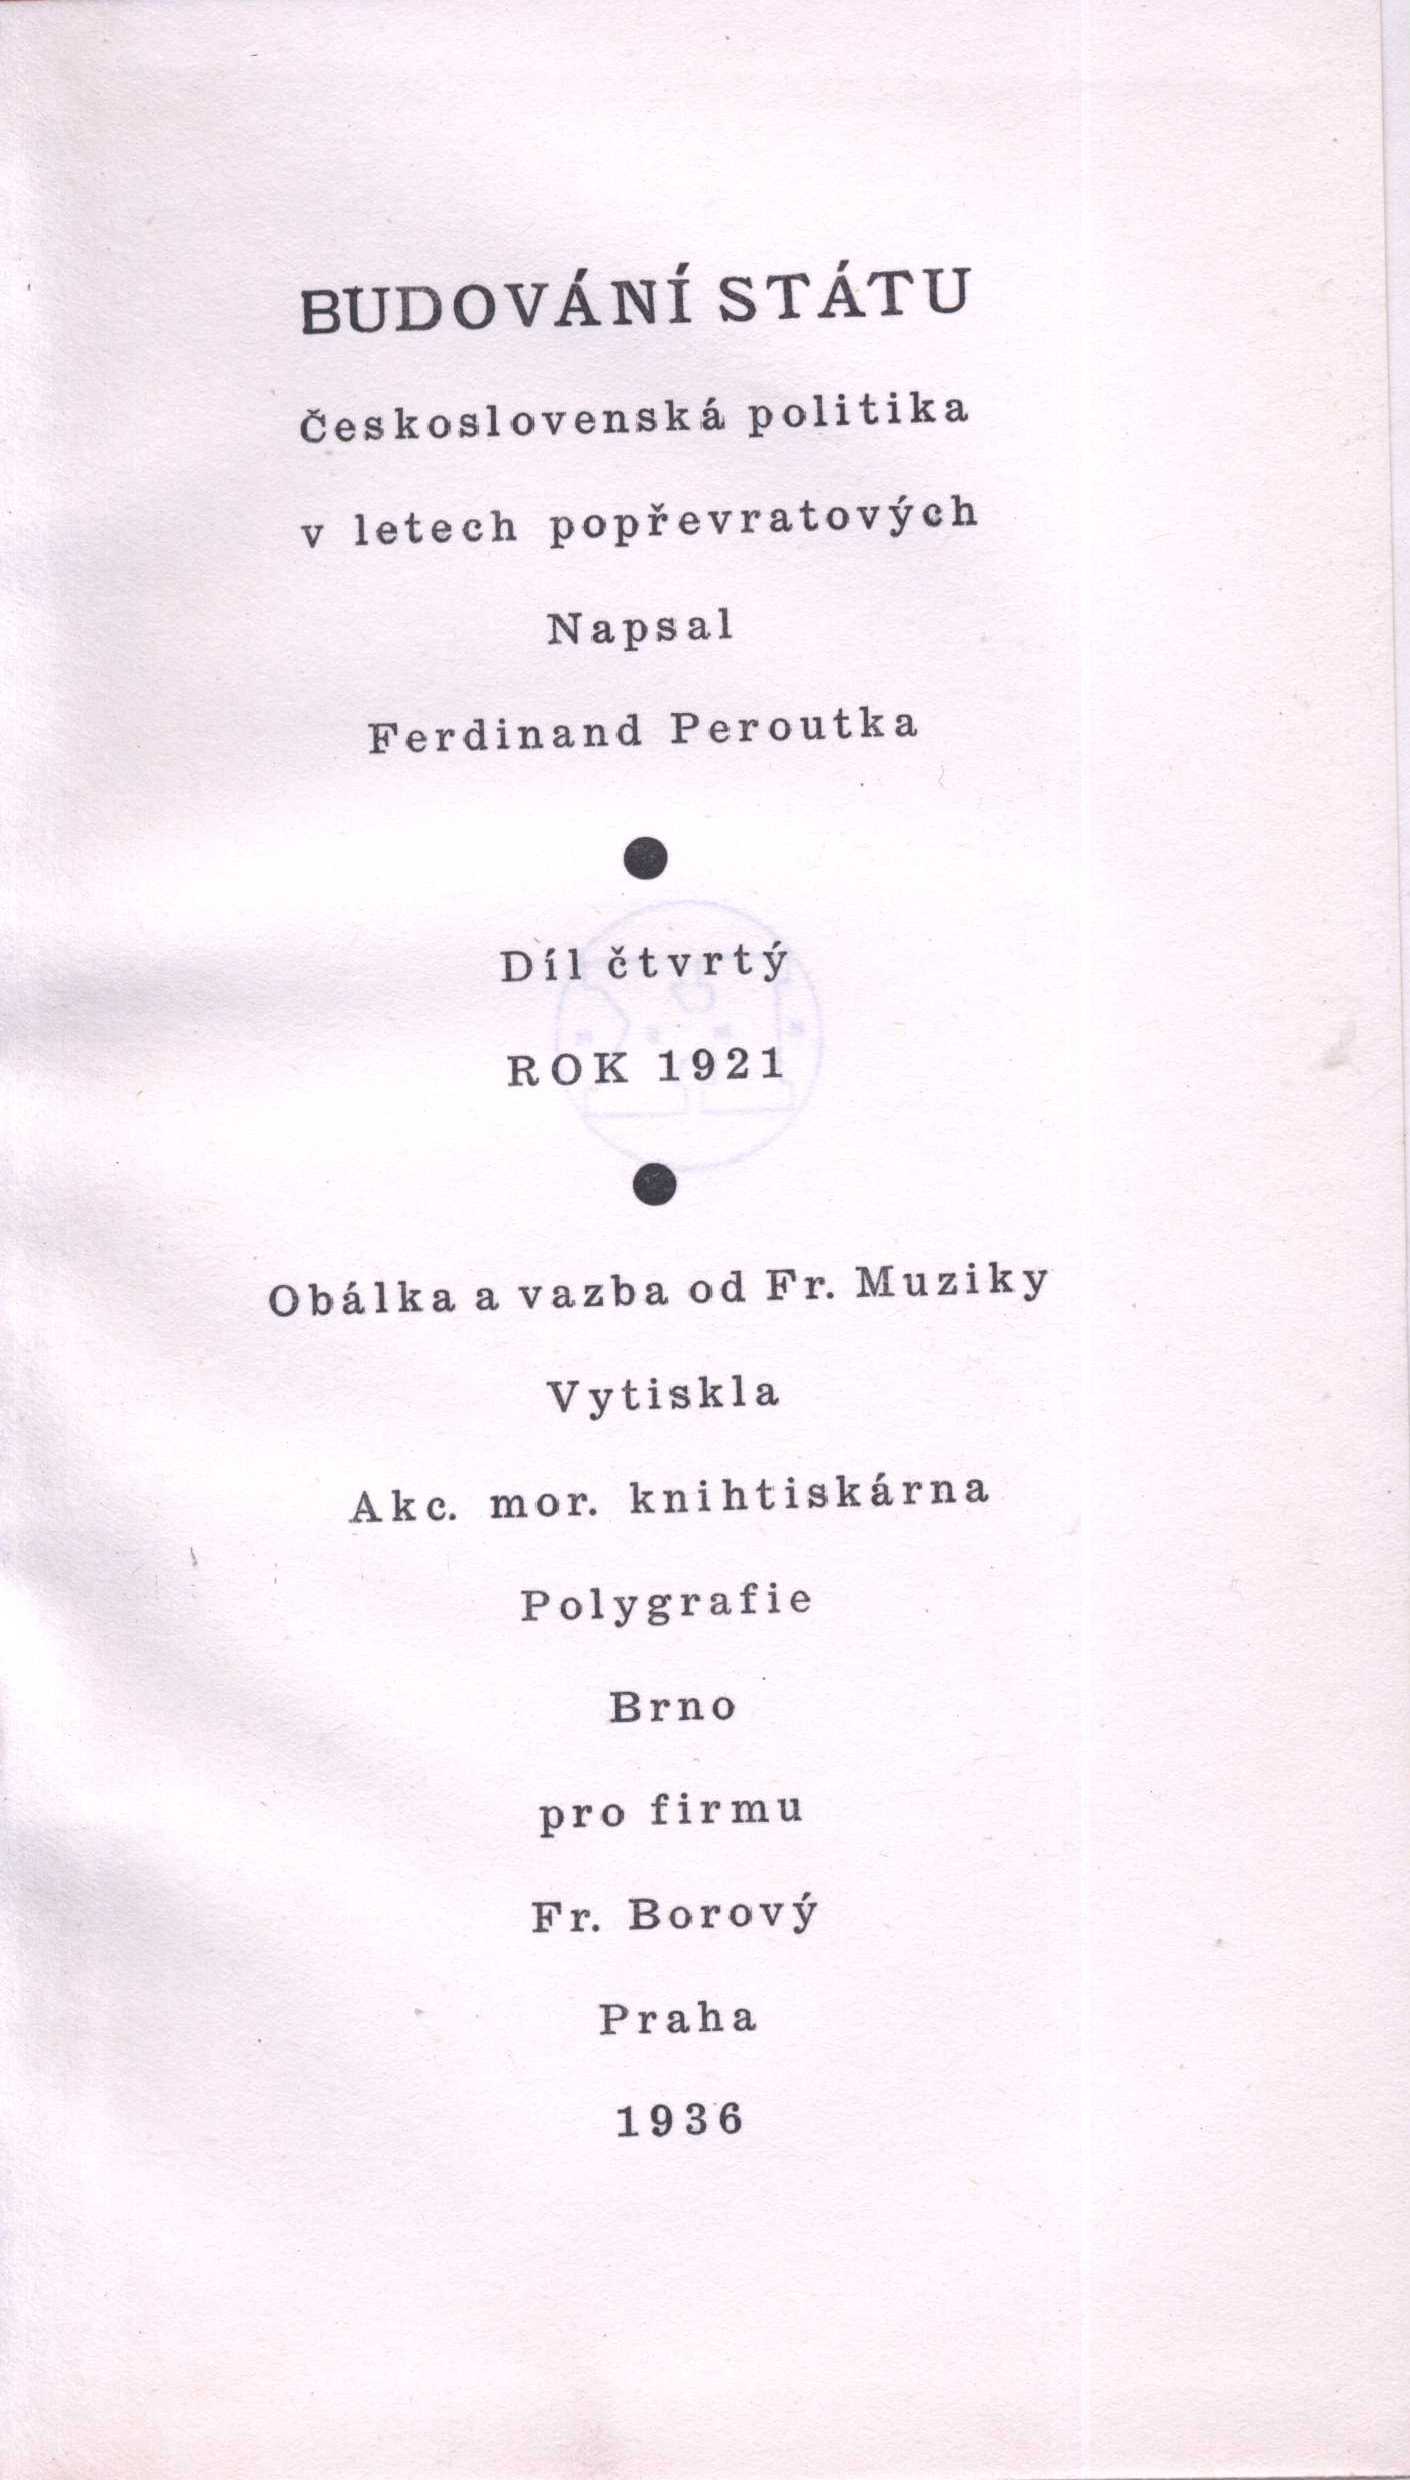 BUDOVÁNÍ STÁTU
Československá politika
v letech popřevratových
Napsal
Ferdinand Peroutka
Díl čtvrtý
ROK 1921
Obálka a vazba od Fr. Muziky
Vytiskla
Akc. mor. knihtiskárna
Polygrafie
Brno
pro firmu
Fr. Borový
Praha
1936